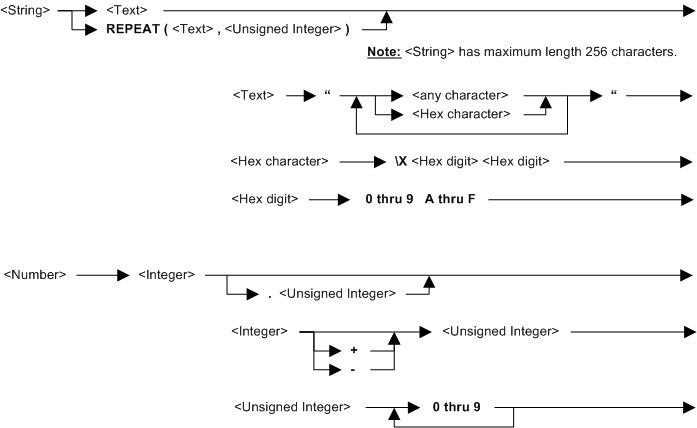 <String> <Text>
REPEAT ( <Text> , <Unsigned Integer> )
Note: <String> has maximum length 256 characters.
<Text> “ <any character> “
<Hex character>
<Hex character> \X <Hex digit> <Hex digit>
<Hex digit> 0 thru 9 A thru F
<Number> <Integer>
. <Unsigned Integer>
<Integer> <Unsigned Integer>
+
-
<Unsigned Integer> 0 thru 9